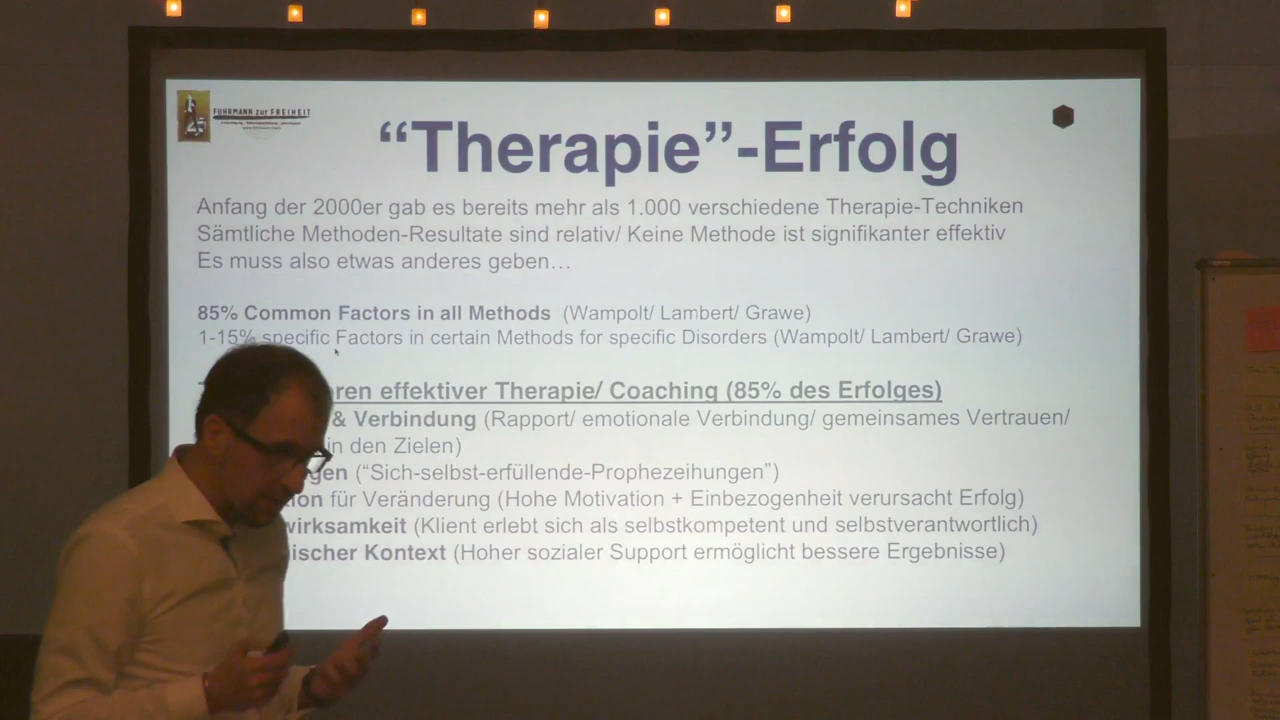 FUHRMANN zur FREIHEIT
“Therapie”-Erfolg
Anfang der 2000er gab es bereits mehr als 1.000 verschiedene Therapie-Techniken
Sämtliche Methoden-Resultate sind relativ/ Keine Methode ist signifikanter effektiv
Es muss also etwas anderes geben…
85% Common Factors in all Methods (Wampolt/ Lambert/ Grawe)
1-15% specific Factors in certain Methods for specific Disorders (Wampolt/ Lambert/ Grawe)
ren effektiver Therapie/ Coaching (85% des Erfolges)
& Verbindung (Rapport/ emotionale Verbindung/ gemeinsames Vertrauen/
in den Zielen)
gen (“Sich-selbst-erfüllende-Prophezeihungen”)
ion für Veränderung (Hohe Motivation + Einbezogenheit verursacht Erfolg)
wirksamkeit (Klient erlebt sich als selbstkompetent und selbstverantwortlich)
ischer Kontext (Hoher sozialer Support ermöglicht bessere Ergebnisse)